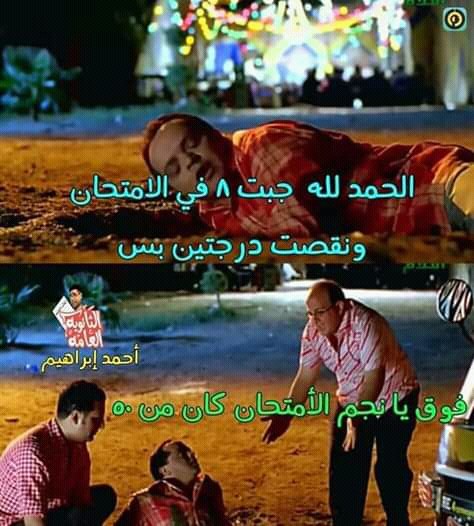 الحمد لله جبت ٨ في الامتحان
ونقصت درجتين بس
الثانوية
العامة
أحمد إبراهيم
فوق يا نجم الأمتحان كان من ٥٠